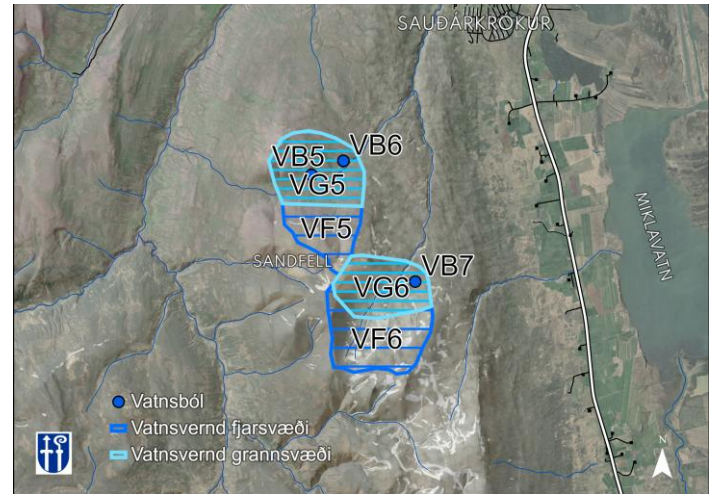 SAUÐÁRKRÓKUR
VB6
VB5
VG5
VF5
SANDFELL
VB7
VG6
VF6
MIKLAVATN
Vatnsból
Vatnsvernd fjarsvæði
Vatnsvernd grannsvæði
N